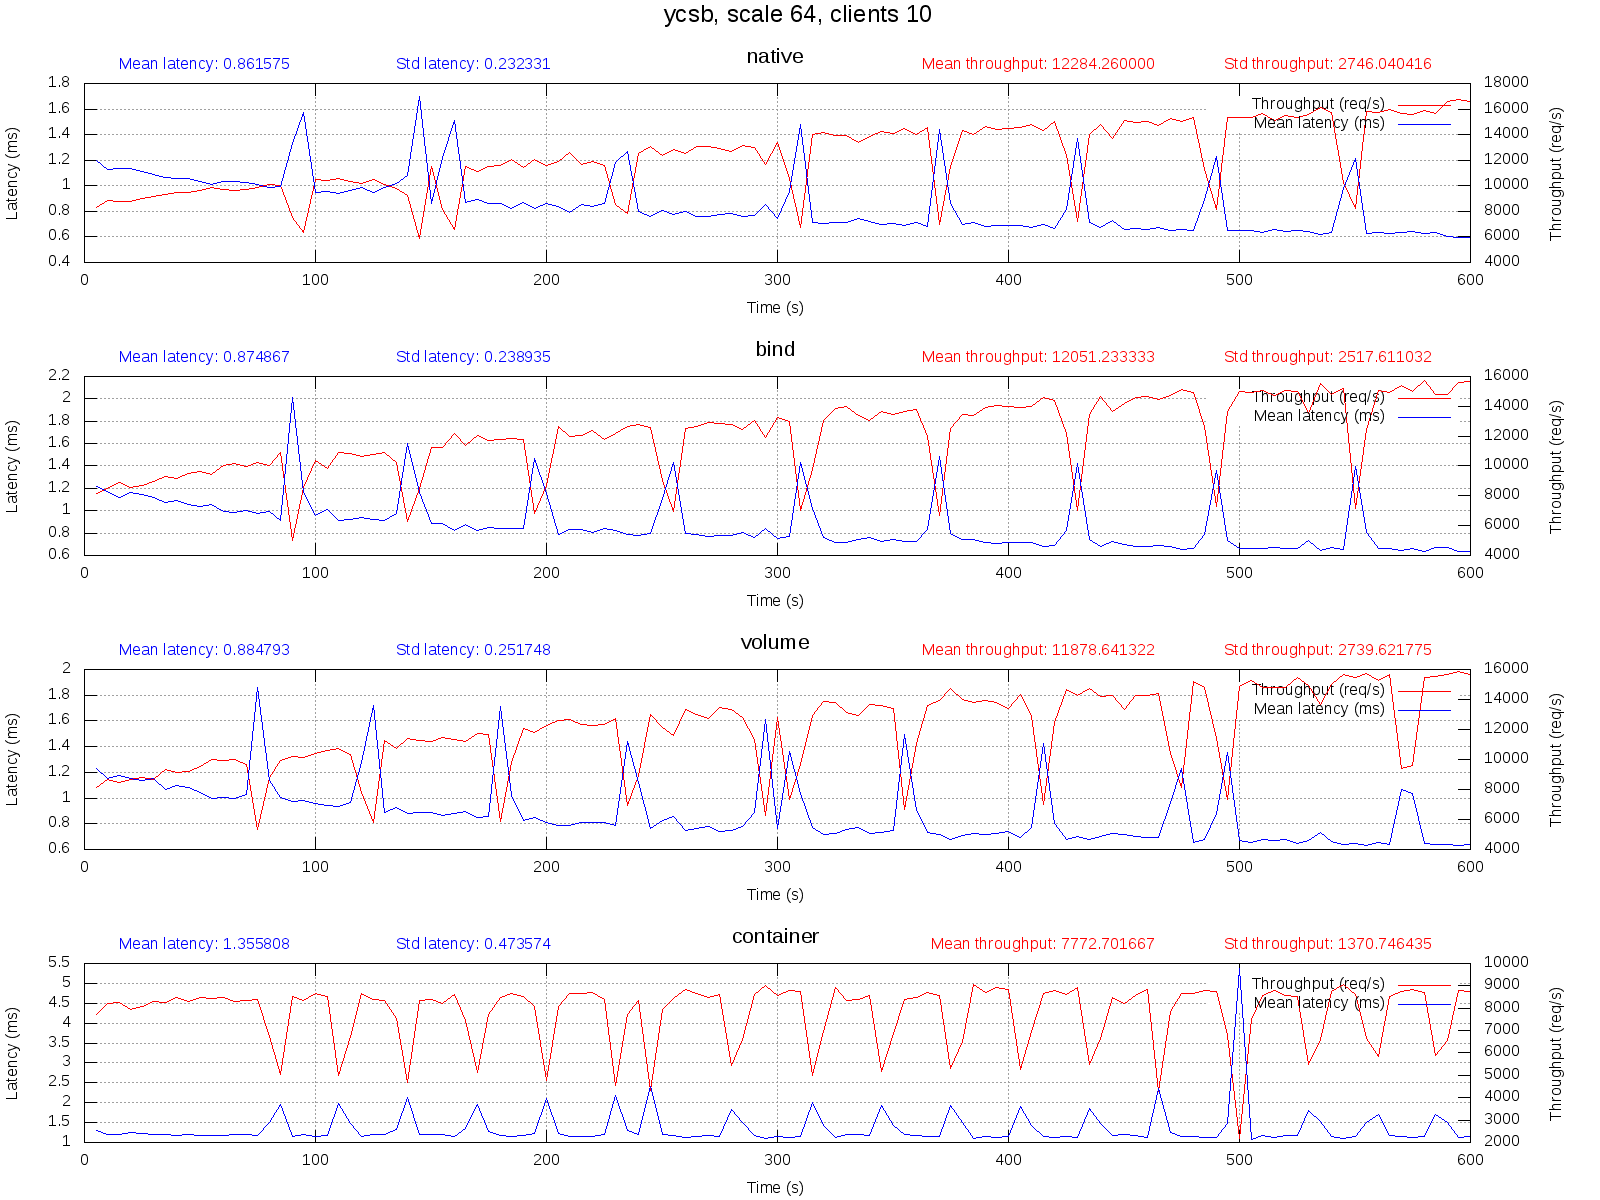 ycsb, scale 64, clients 10
native
Mean latency: 0.861575 Std latency: 0.232331 Mean throughput: 12284.260000 Std throughput: 2746.040416
Latency (ms)
1.8
1.6
1.4
1.2
1
0.8
0.6
0.4
Throughput (req/s)
Mean latency (ms)
18000
16000
14000
12000
10000
8000
6000
4000
Throughput (req/s)
0 100 200 300 400 500 600
Time (s)
bind
Mean latency: 0.874867 Std latency: 0.238935 Mean throughput: 12051.233333 Std throughput: 2517.611032
Latency (ms)
2.2
2
1.8
1.6
1.4
1.2
1
0.8
0.6
Throughput (req/s)
Mean latency (ms)
16000
14000
12000
10000
8000
6000
4000
Throughput (req/s)
0 100 200 300 400 500 600
Time (s)
volume
Mean latency: 0.884793 Std latency: 0.251748 Mean throughput: 11878.641322 Std throughput: 2739.621775
Latency (ms)
2
1.8
1.6
1.4
1.2
1
0.8
0.6
Throughput (req/s)
Mean latency (ms)
16000
14000
12000
10000
8000
6000
4000
Throughput (req/s)
0 100 200 300 400 500 600
Time (s)
container
Mean latency: 1.355808 Std latency: 0.473574 Mean throughput: 7772.701667 Std throughput: 1370.746435
Latency (ms)
5.5
5
4.5
4
3.5
3
2.5
2
1.5
1
Throughput (req/s)
Mean latency (ms)
10000
9000
8000
7000
6000
5000
4000
3000
2000
Throughput (req/s)
0 100 200 300 400 500 600
Time (s)